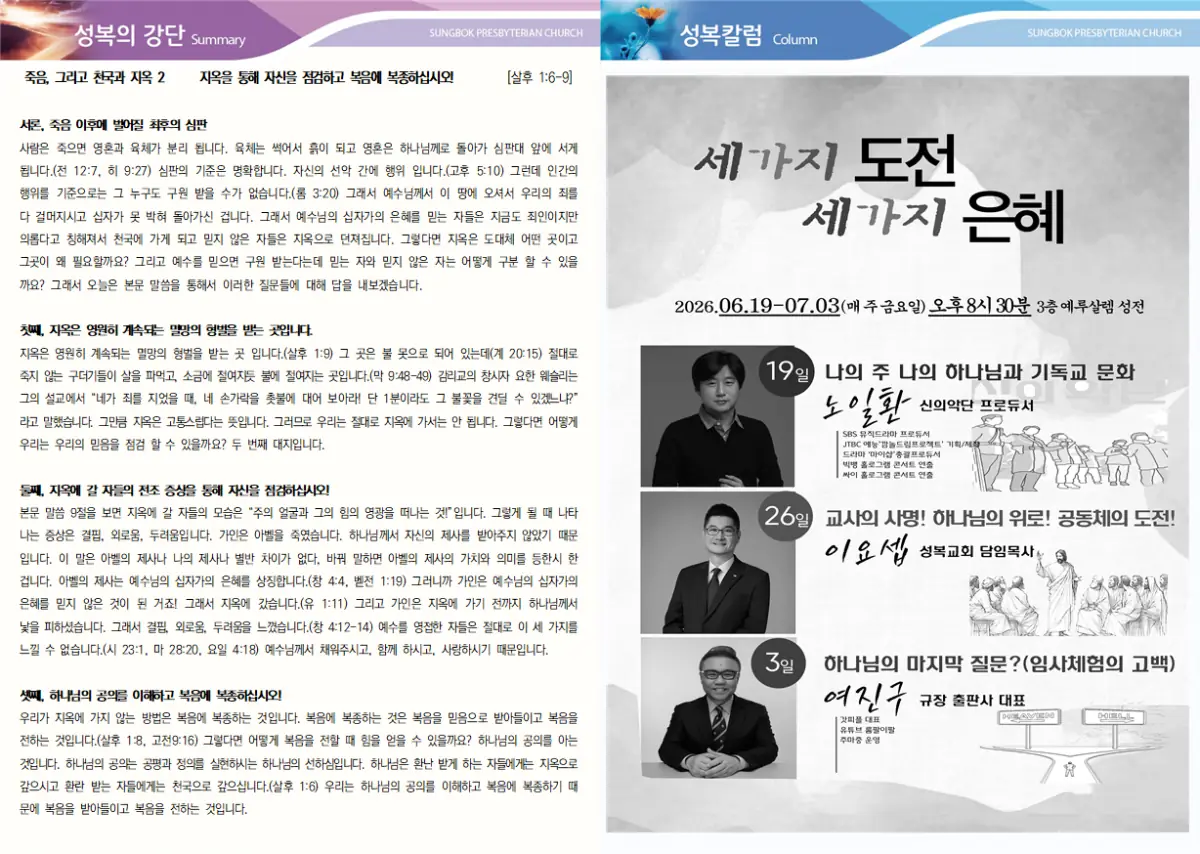 성복의 강단 Summary
SUNGBOK PRESBYTERIAN CHURCH
죽음, 그리고 천국과 지옥 2 지옥을 통해 자신을 점검하고 복음에 복종하십시오! [살후 1:6-9]
서론, 죽음 이후에 벌어질 최후의 심판
사람은 죽으면 영혼과 육체가 분리 됩니다. 육체는 썩어서 흙이 되고 영혼은 하나님께로 돌아가 심판대 앞에 서게
됩니다.(전 12:7, 히 9:27) 심판의 기준은 명확합니다. 자신의 선악 간에 행위 입니다.(고후 5:10) 그런데 인간의
행위를 기준으로는 그 누구도 구원 받을 수가 없습니다.(롬 3:20) 그래서 예수님께서 이 땅에 오셔서 우리의 죄를
다 걸머지시고 십자가 못 박혀 돌아가신 겁니다. 그래서 예수님의 십자가의 은혜를 믿는 자들은 지금도 죄인이지만
의롭다고 칭해져서 천국에 가게 되고 믿지 않은 자들은 지옥으로 던져집니다. 그렇다면 지옥은 도대체 어떤 곳이고
그곳이 왜 필요할까요? 그리고 예수를 믿으면 구원 받는다는데 믿는 자와 믿지 않은 자는 어떻게 구분 할 수 있을
까요? 그래서 오늘은 본문 말씀을 통해서 이러한 질문들에 대해 답을 내보겠습니다.
첫째, 지옥은 영원히 계속되는 멸망의 형벌을 받는 곳입니다.
지옥은 영원히 계속되는 멸망의 형벌을 받는 곳 입니다.(살후 1:9) 그 곳은 불 못으로 되어 있는데(계 20:15) 절대로
죽지 않는 구더기들이 살을 파먹고, 소금에 절여지듯 불에 절여지는 곳입니다.(막 9:48-49) 감리교의 창시자 요한 웨슬리는
그의 설교에서 “네가 죄를 지었을 때, 네 손가락을 촛불에 대어 보아라! 단 1분이라도 그 불꽃을 견딜 수 있겠느냐?”
라고 말했습니다. 그만큼 지옥은 고통스럽다는 뜻입니다. 그러므로 우리는 절대로 지옥에 가서는 안 됩니다. 그렇다면 어떻게
우리는 우리의 믿음을 점검 할 수 있을까요? 두 번째 대지입니다.
둘째, 지옥에 갈 자들의 전조 증상을 통해 자신을 점검하십시오!
본문 말씀 9절을 보면 지옥에 갈 자들의 모습은 “주의 얼굴과 그의 힘의 영광을 떠나는 것”입니다. 그렇게 될 때 나타
나는 증상은 결핍, 외로움, 두려움입니다. 가인은 아벨을 죽였습니다. 하나님께서 자신의 제사를 받아주지 않았기 때문
입니다. 이 말은 아벨의 제사나 나의 제사나 별반 차이가 없다, 바꿔 말하면 아벨의 제사의 가치와 의미를 등한시 한
겁니다. 아벨의 제사는 예수님의 십자가의 은혜를 상징합니다.(창 4:4, 벧전 1:19) 그러니까 가인은 예수님의 십자가의
은혜를 믿지 않은 것이 된 거죠! 그래서 지옥에 갔습니다.(유 1:11) 그리고 가인은 지옥에 가기 전까지 하나님께서
낯을 피하셨습니다. 그래서 결핍, 외로움, 두려움을 느꼈습니다.(창 4:12-14) 예수를 영접한 자들은 절대로 이 세 가지를
느낄 수 없습니다.(시 23:1, 마 28:20, 요일 4:18) 예수님께서 채워주시고, 함께 하시고, 사랑하시기 때문입니다.
셋째, 하나님의 공의를 이해하고 복음에 복종하십시오!
우리가 지옥에 가지 않는 방법은 복음에 복종하는 것입니다. 복음에 복종하는 것은 복음을 믿음으로 받아들이고 복음을
전하는 것입니다.(살후 1:8, 고전9:16) 그렇다면 어떻게 복음을 전할 때 힘을 얻을 수 있을까요? 하나님의 공의를 아는
것입니다. 하나님의 공의는 공평과 정의를 실현하시는 하나님의 선하심입니다. 하나님은 환난 받게 하는 자들에게는 지옥으로
갚으시고 환란 받는 자들에게는 천국으로 갚으십니다.(살후 1:6) 우리는 하나님의 공의를 이해하고 복음에 복종하기 때
문에 복음을 받아들이고 복음을 전하는 것입니다.
성복칼럼 Column
SUNGBOK PRESBYTERIAN CHURCH
세가지 도전
세가지 은혜
2026.06.19-07.03(매 주 금요일) 오후 8시 30분 3층 예루살렘 성전
19일 나의 주 나의 하나님과 기독교 문화
노일환 신의악단 프로듀서
SBS 뮤직드라마 프로듀서
JTBC 예능'깜놀드림프로젝트' 기획/제작
드라마 '마이샵'총괄프로듀서
빅뱅 홀로그램 콘서트 연출
싸이 홀로그램 콘서트 연출
신의악단
26일 교사의 사명! 하나님의 위로! 공동체의 도전!
이요셉 성복교회 담임목사
3일 하나님의 마지막 질문?(임사체험의 고백)
여진구 규장 출판사 대표
갓피플 대표
유튜브 롬팔이팔
주마중 운영
HEAVEN HELL